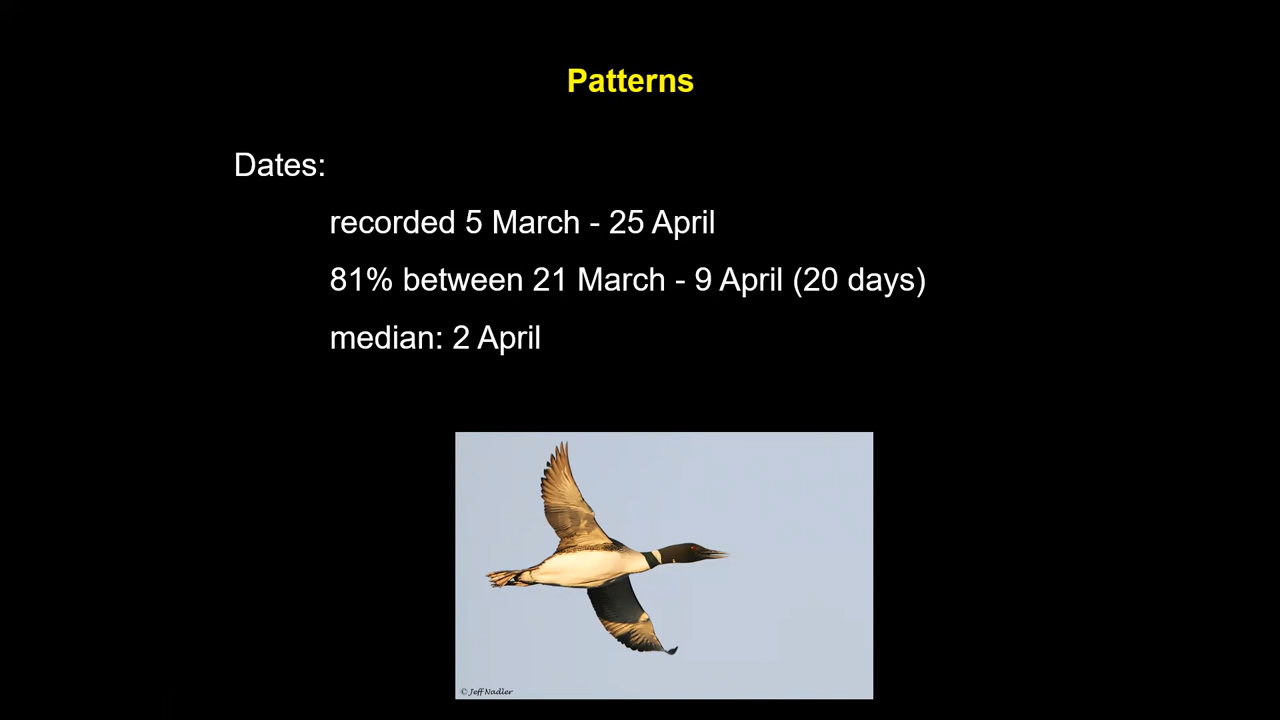 Patterns
Dates:
recorded 5 March - 25 April
81% between 21 March - 9 April (20 days)
median: 2 April
© Jeff Nadler